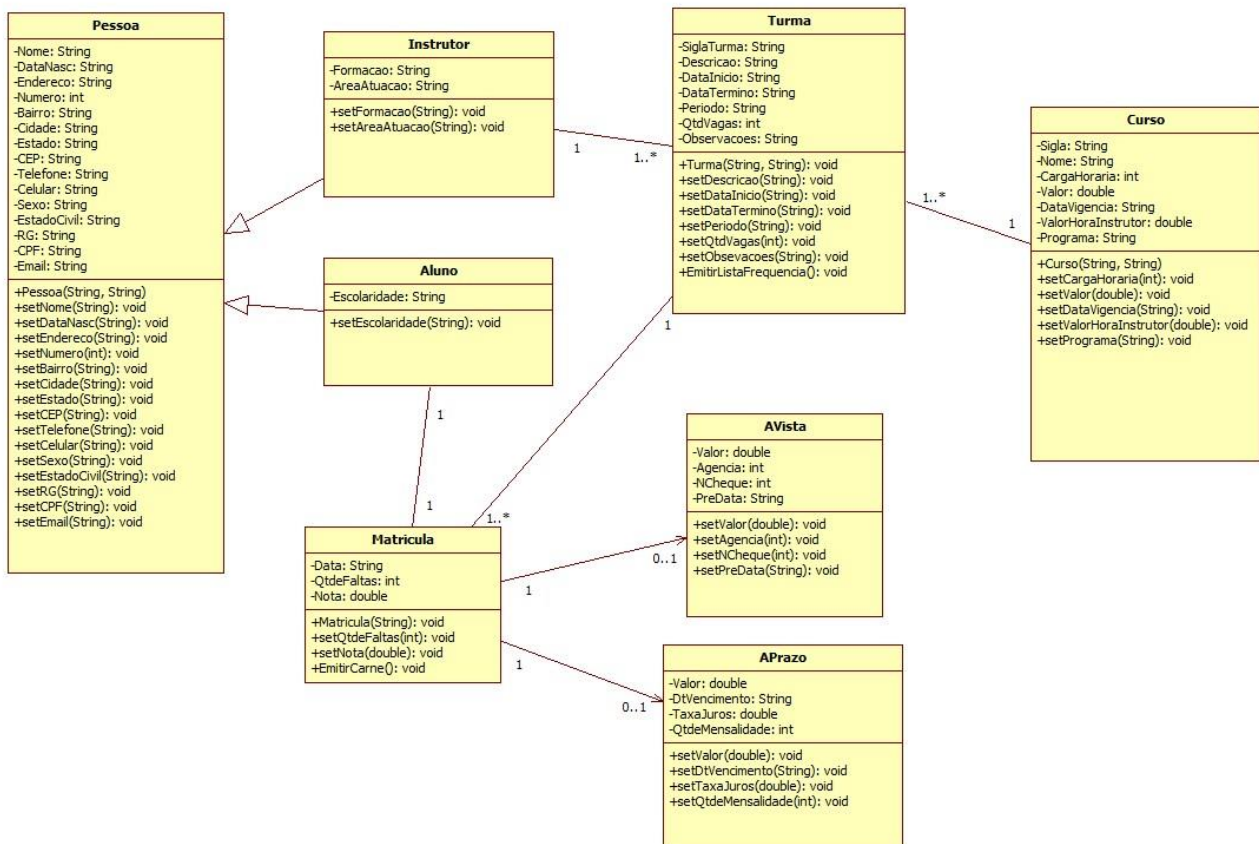 Pessoa
-Nome: String
-DataNasc: String
-Endereco: String
-Numero: int
-Bairro: String
-Cidade: String
-Estado: String
-CEP: String
-Telefone: String
-Celular: String
-Sexo: String
-EstadoCivil: String
-RG: String
-CPF: String
-Email: String
+Pessoa(String, String)
+setNome(String): void
+setDataNasc(String): void
+setEndereco(String): void
+setNumero(int): void
+setBairro(String): void
+setCidade(String): void
+setEstado(String): void
+setCEP(String): void
+setTelefone(String): void
+setCelular(String): void
+setSexo(String): void
+setEstadoCivil(String): void
+setRG(String): void
+setCPF(String): void
+setEmail(String): void
Instrutor
-Formacao: String
-AreaAtuacao: String
+setFormacao(String): void
+setAreaAtuacao(String): void
1
1..*
Turma
-SiglaTurma: String
-Descricao: String
-DataInicio: String
-DataTermino: String
-Periodo: String
-QtdVagas: int
-Observacoes: String
+Turma(String, String): void
+setDescricao(String): void
+setDataInicio(String): void
+setDataTermino(String): void
+setPeriodo(String): void
+setQtdVagas(int): void
+setObsevacoes(String): void
+EmitirListaFrequencia(): void
1..*
1
Curso
-Sigla: String
-Nome: String
-CargaHoraria: int
-Valor: double
-DataVigencia: String
-ValorHoraInstrutor: double
-Programa: String
+Curso(String, String)
+setCargaHoraria(int): void
+setValor(double): void
+setDataVigencia(String): void
+setValorHoraInstrutor(double): void
+setPrograma(String): void
Aluno
-Escolaridade: String
+setEscolaridade(String): void
1
1
1
1..*
Matricula
-Data: String
-QtdeFaltas: int
-Nota: double
+Matricula(String): void
+setQtdeFaltas(int): void
+setNota(double): void
+EmitirCarne(): void
1
0..1
1
0..1
AVista
-Valor: double
-Agencia: int
-NCheque: int
-PreData: String
+setValor(double): void
+setAgencia(int): void
+setNCheque(int): void
+setPreData(String): void
APrazo
-Valor: double
-DtVencimento: String
-TaxaJuros: double
-QtdeMensalidade: int
+setValor(double): void
+setDtVencimento(String): void
+setTaxaJuros(double): void
+setQtdeMensalidade(int): void